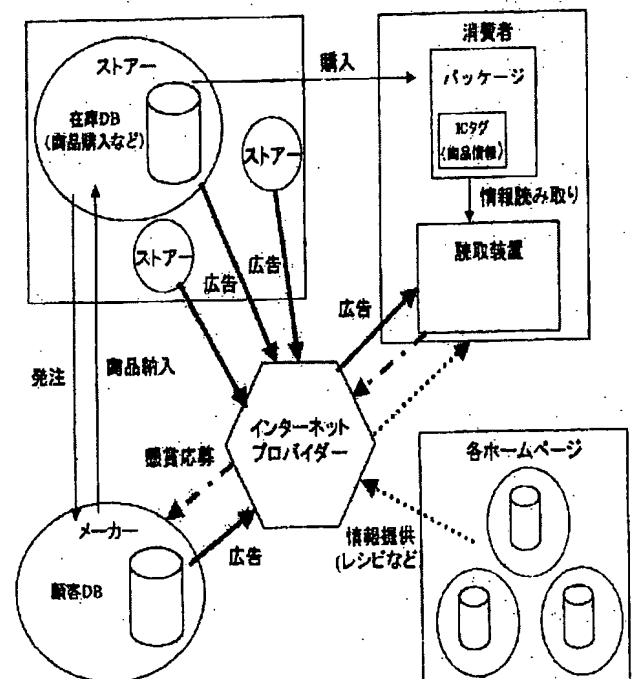 ストアー
在庫DB
(商品購入など)
ストアー
ストアー
購入
消費者
パッケージ
ICタグ
(商品情報)
情報読み取り
読取装置
広告
広告
広告
発注
商品納入
インターネット
プロバイダー
懸賞応募
メーカー
顧客DB
広告
情報提供
(レシピなど)
各ホームページ